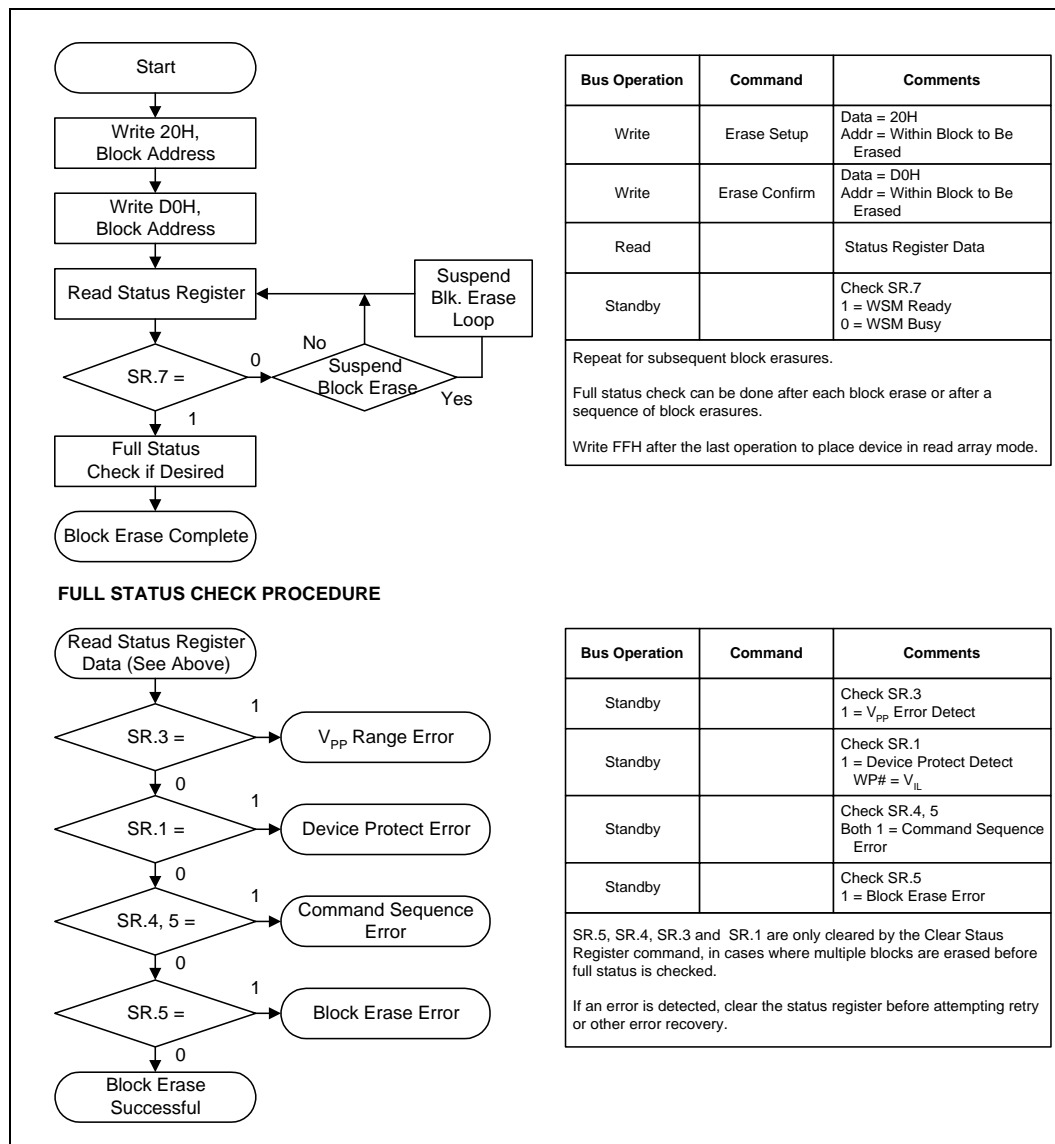 Start
Write 20H,
Block Address
Write D0H,
Block Address
Read Status Register
Suspend
Blk. Erase
Loop
No
0
Suspend
Block Erase
Yes
SR.7 =
1
Full Status
Check if Desired
Block Erase Complete
Bus Operation Command Comments
Write Erase Setup Data = 20H
Addr = Within Block to Be
Erased
Write Erase Confirm Data = D0H
Addr = Within Block to Be
Erased
Read Status Register Data
Standby Check SR.7
1 = WSM Ready
0 = WSM Busy
Repeat for subsequent block erasures.
Full status check can be done after each block erase or after a
sequence of block erasures.
Write FFH after the last operation to place device in read array mode.
FULL STATUS CHECK PROCEDURE
Read Status Register
Data (See Above)
1
SR.3 =
VPP Range Error
0
1
SR.1 =
Device Protect Error
0
1
SR.4, 5 =
Command Sequence
Error
0
1
SR.5 =
Block Erase Error
0
Block Erase
Successful
Bus Operation Command Comments
Standby Check SR.3
1 = VPP Error Detect
Standby Check SR.1
1 = Device Protect Detect
WP# = VIL
Standby Check SR.4, 5
Both 1 = Command Sequence
Error
Standby Check SR.5
1 = Block Erase Error
SR.5, SR.4, SR.3 and SR.1 are only cleared by the Clear Staus
Register command, in cases where multiple blocks are erased before
full status is checked.
If an error is detected, clear the status register before attempting retry
or other error recovery.